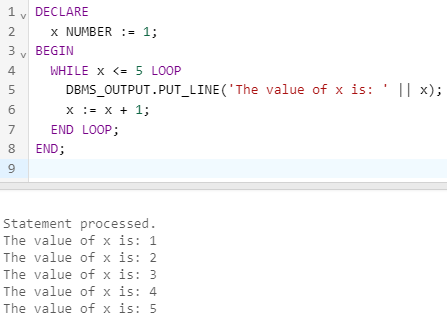 1 DECLARE
2 x NUMBER := 1;
3 BEGIN
4 WHILE x <= 5 LOOP
5 DBMS_OUTPUT.PUT_LINE('The value of x is: ' || x);
6 x := x + 1;
7 END LOOP;
8 END;
9
Statement processed.
The value of x is: 1
The value of x is: 2
The value of x is: 3
The value of x is: 4
The value of x is: 5